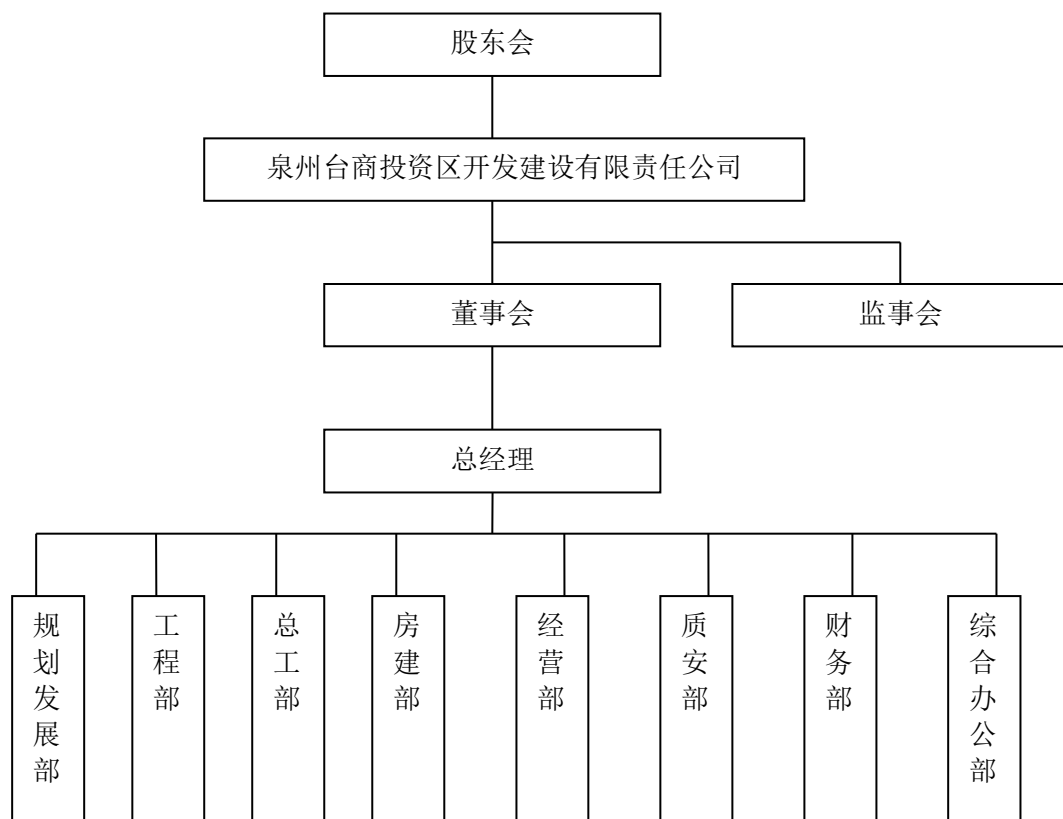 股东会
泉州台商投资区开发建设有限责任公司
董事会
监事会
总经理
规划发展部
工程部
总工部
房建部
经营部
质安部
财务部
综合办公部